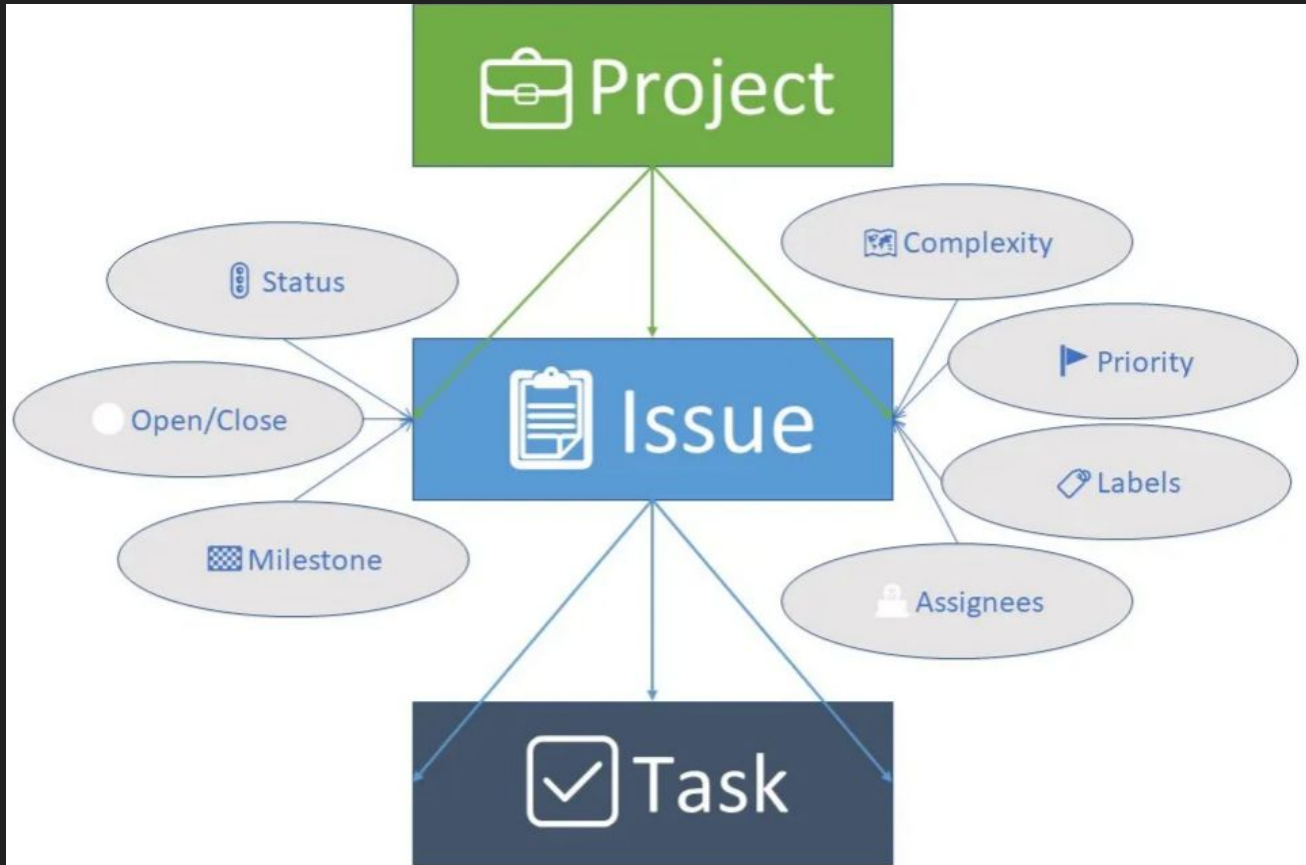 Project
Complexity
Status
Priority
Open/Close
Issue
Labels
Milestone
Assignees
Task